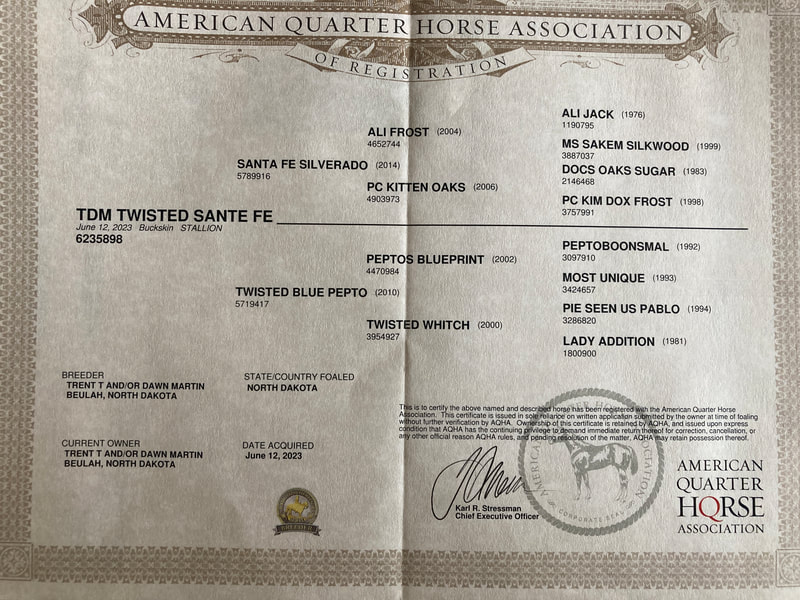 AMERICAN QUARTER HORSE ASSOCIATION
OF REGISTRATION
ALI JACK (1976)
1190795
ALI FROST (2004)
4652744
MS SAKEM SILKWOOD (1999)
3887037
SANTA FE SILVERADO (2014)
5789916
DOCS OAKS SUGAR (1983)
2146468
PC KITTEN OAKS (2006)
4903973
PC KIM DOX FROST (1998)
3757991
TDM TWISTED SANTE FE
June 12, 2023 Buckskin STALLION
6235898
PEPTOBOONSMAL (1992)
3097910
PEPTOS BLUEPRINT (2002)
4470984
MOST UNIQUE (1993)
3424657
TWISTED BLUE PEPTO (2010)
5719417
PIE SEEN US PABLO (1994)
3286820
TWISTED WHITCH (2000)
3954927
LADY ADDITION (1981)
1800900
BREEDER
TRENT T AND/OR DAWN MARTIN
BEULAH, NORTH DAKOTA
STATE/COUNTRY FOALED
NORTH DAKOTA
CURRENT OWNER
TRENT T AND/OR DAWN MARTIN
BEULAH, NORTH DAKOTA
DATE ACQUIRED
June 12, 2023
This is to certify the above named and described horse has been registered with the American Quarter Horse
Association. This certificate is issued in sole reliance on written application submitted by the owner at time of foaling
without further verification by AQHA. Ownership of this certificate is retained by AQHA, and issued upon express
condition that AQHA has the continuing privilege to demand immediate return thereof for correction, cancellation, or
any other official reason AQHA rules, and pending resolution of the matter, AQHA may retain possession thereof.
Karl R. Stressman
Chief Executive Officer
CORPORATE SEAL
AMERICAN
QUARTER
HORSE
ASSOCIATION
BREEDER